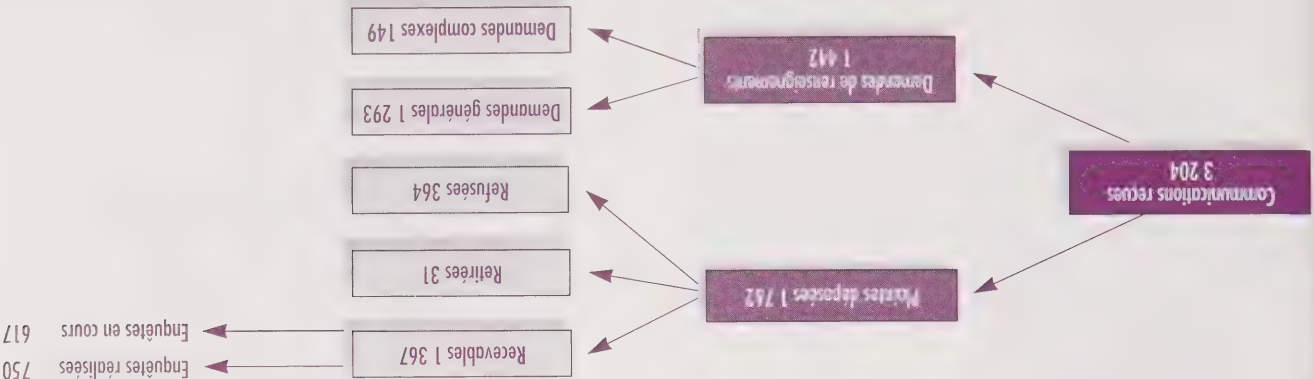 Communications reçues
3 204
Plaintes déposées 1 762
Recevables 1 367
Enquêtes réalisées 750
Enquêtes en cours 617
Retirées 31
Refusées 364
Demandes de renseignements
1 442
Demandes générales 1 293
Demandes complexes 149